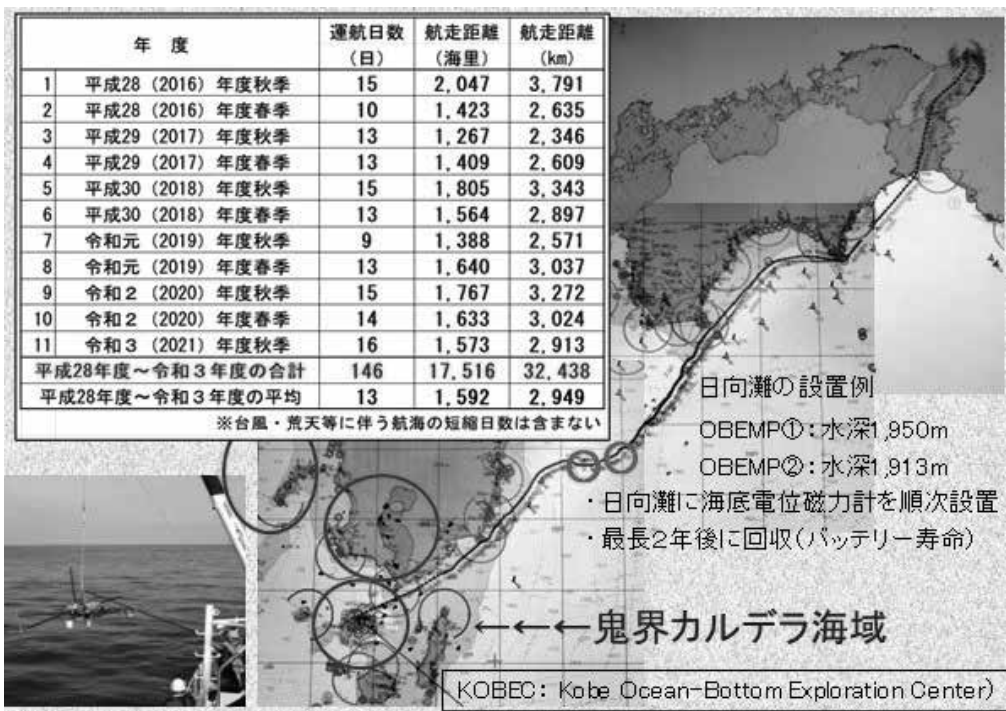 年　度 運航日数（日） 航走距離（海里） 航走距離（km）
1 平成28（2016）年度秋季 15 2,047 3,791
2 平成28（2016）年度春季 10 1,423 2,635
3 平成29（2017）年度秋季 13 1,267 2,346
4 平成29（2017）年度春季 13 1,409 2,609
5 平成30（2018）年度秋季 15 1,805 3,343
6 平成30（2018）年度春季 13 1,564 2,897
7 令和元（2019）年度秋季 9 1,388 2,571
8 令和元（2019）年度春季 13 1,640 3,037
9 令和２（2020）年度秋季 15 1,767 3,272
10 令和２（2020）年度春季 14 1,633 3,024
11 令和３（2021）年度秋季 16 1,573 2,913
平成28年度～令和３年度の合計 146 17,516 32,438
平成28年度～令和３年度の平均 13 1,592 2,949
※台風・荒天等に伴う航海の短縮日数は含まない
日向灘の設置例
OBEMP①：水深1,950m
OBEMP②：水深1,913m
・日向灘に海底電位磁力計を順次設置
・最長2年後に回収(バッテリー寿命)
←←←鬼界カルデラ海域
KOBEC： Kobe Ocean-Bottom Exploration Center)